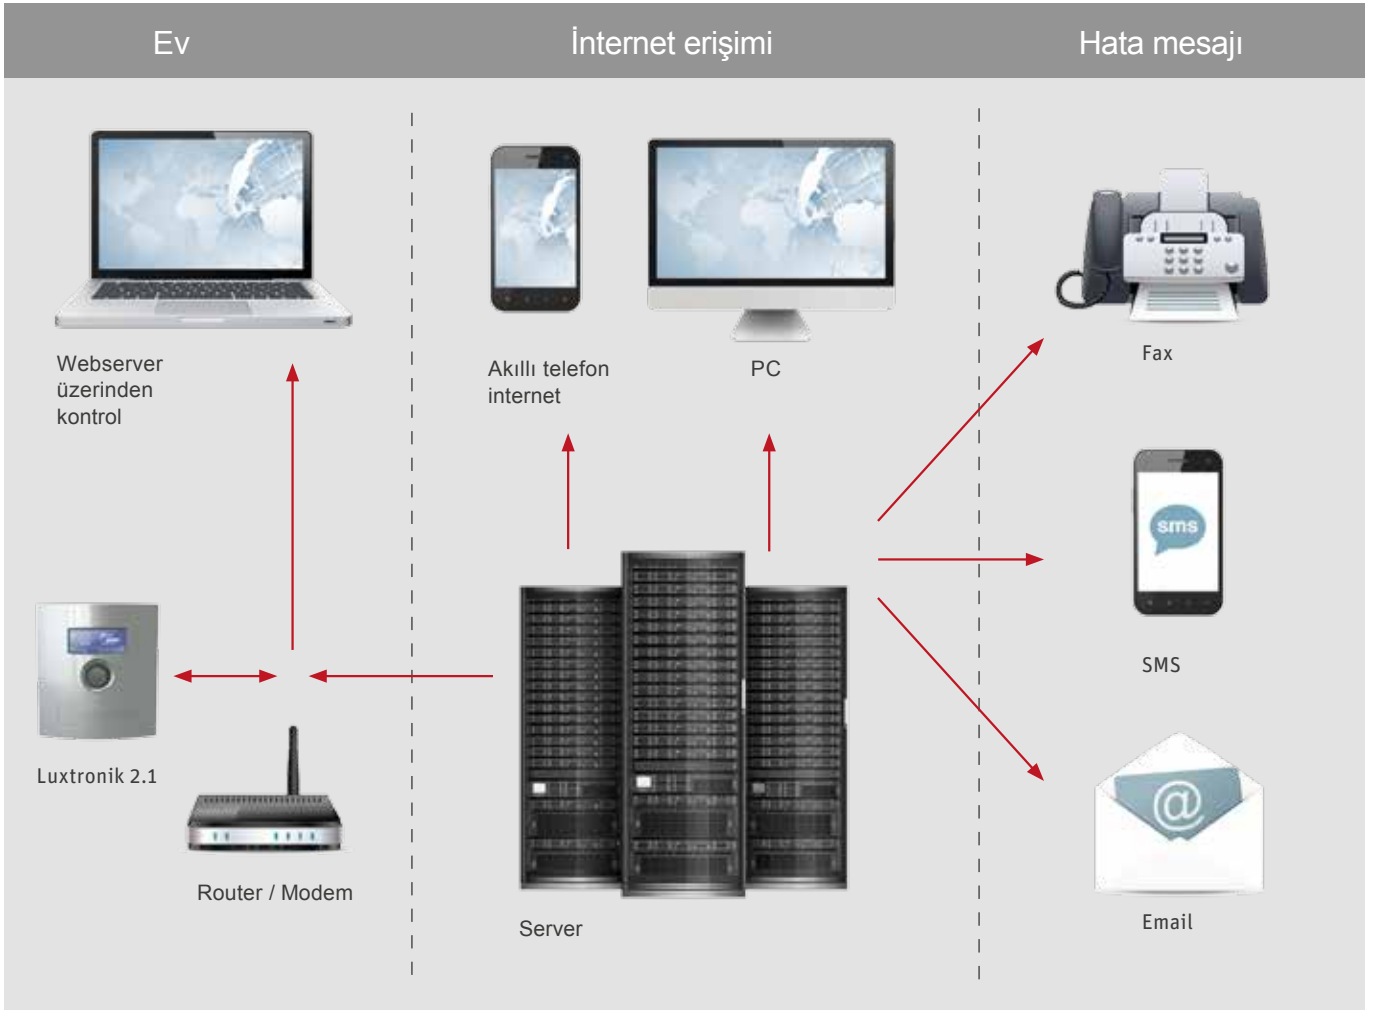 Ev
İnternet erişimi
Hata mesajı
Webserver
üzerinden
kontrol
Akıllı telefon
internet
PC
Fax
sms
SMS
Luxtronik 2.1
Router / Modem
Server
@
Email